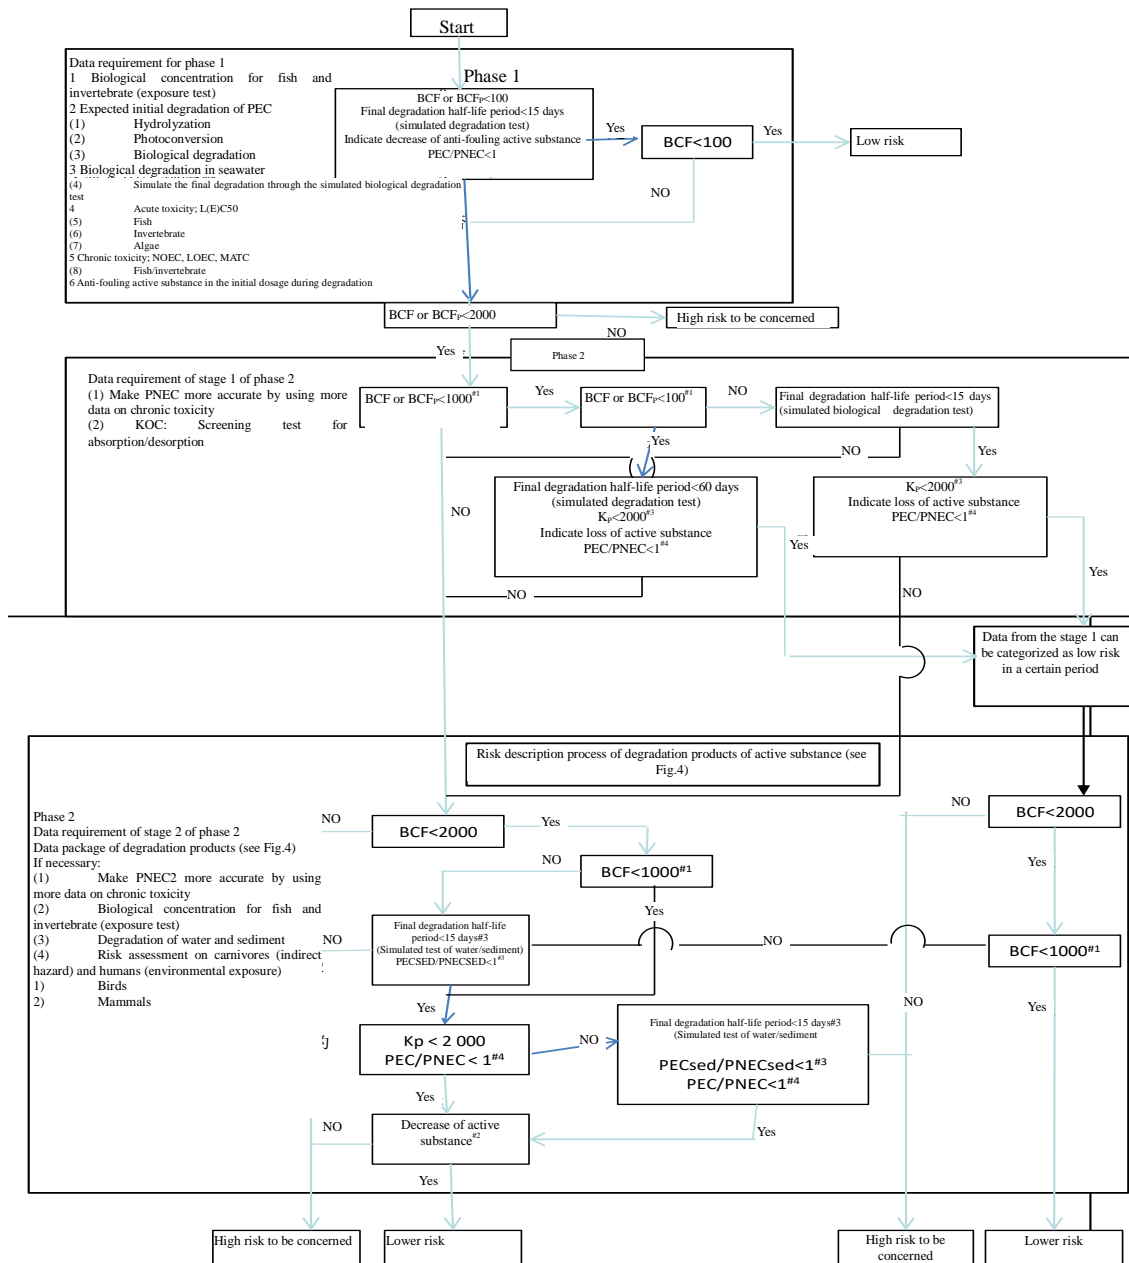 Start
Data requirement for phase 1
1 Biological concentration for fish and
invertebrate (exposure test)
2 Expected initial degradation of PEC
(1) Hydrolyzation
(2) Photoconversion
(3) Biological degradation
3 Biological degradation in seawater
(4) Simulate the final degradation through the simulated biological degradation
test
4 Acute toxicity; L(E)C50
(5) Fish
(6) Invertebrate
(7) Algae
5 Chronic toxicity; NOEC, LOEC, MATC
(8) Fish/invertebrate
6 Anti-fouling active substance in the initial dosage during degradation
Phase 1
BCF or BCFP<100
Final degradation half-life period<15 days
(simulated degradation test)
Indicate decrease of anti-fouling active substance
PEC/PNEC<1
Yes
BCF<100
Yes
Low risk
NO
BCF or BCFP<2000
High risk to be concerned
NO
Yes
Phase 2
Data requirement of stage 1 of phase 2
(1) Make PNEC more accurate by using more
data on chronic toxicity
(2) KOC: Screening test for
absorption/desorption
BCF or BCFP<1000#1
Yes
BCF or BCFP<100#1
NO
Final degradation half-life period<15 days
(simulated biological degradation test)
Yes
NO
Yes
NO
Final degradation half-life period<60 days
(simulated degradation test)
KP<2000#3
Indicate loss of active substance
PEC/PNEC<1#4
Yes
KP<2000#3
Indicate loss of active substance
PEC/PNEC<1#4
Yes
NO
NO
Data from the stage 1 can
be categorized as low risk
in a certain period
Risk description process of degradation products of active substance (see
Fig.4)
Phase 2
Data requirement of stage 2 of phase 2
Data package of degradation products (see Fig.4)
If necessary:
(1) Make PNEC2 more accurate by using
more data on chronic toxicity
(2) Biological concentration for fish and
invertebrate (exposure test)
(3) Degradation of water and sediment
(4) Risk assessment on carnivores (indirect
hazard) and humans (environmental exposure)
1) Birds
2) Mammals
NO
BCF<2000
Yes
NO
BCF<1000#1
Yes
NO
Final degradation half-life
period<15 days#3
(Simulated test of water/sediment)
PECSED/PNECSED<1#3
NO
Yes
Kp < 2 000
PEC/PNEC< 1#4
NO
Final degradation half-life period<15 days#3
(Simulated test of water/sediment
PECsed/PNECsed<1#3
PEC/PNEC<1#4
Yes
Yes
NO
Decrease of active
substance#2
Yes
NO
BCF<2000
Yes
BCF<1000#1
NO
Yes
High risk to be concerned
Lower risk
High risk to be
concerned
Lower risk